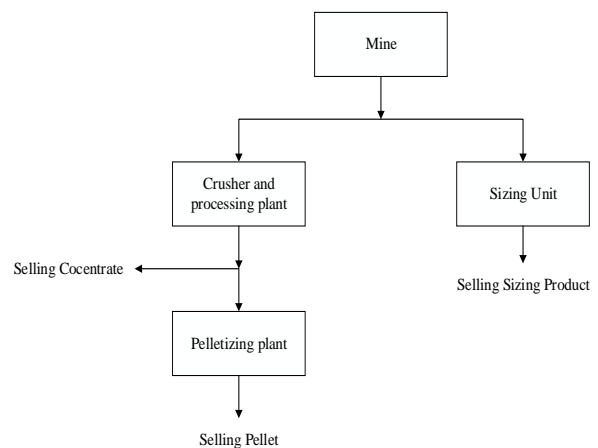 Mine
Crusher and
processing plant
Sizing Unit
Selling Cocentrate
Selling Sizing Product
Pelletizing plant
Selling Pellet